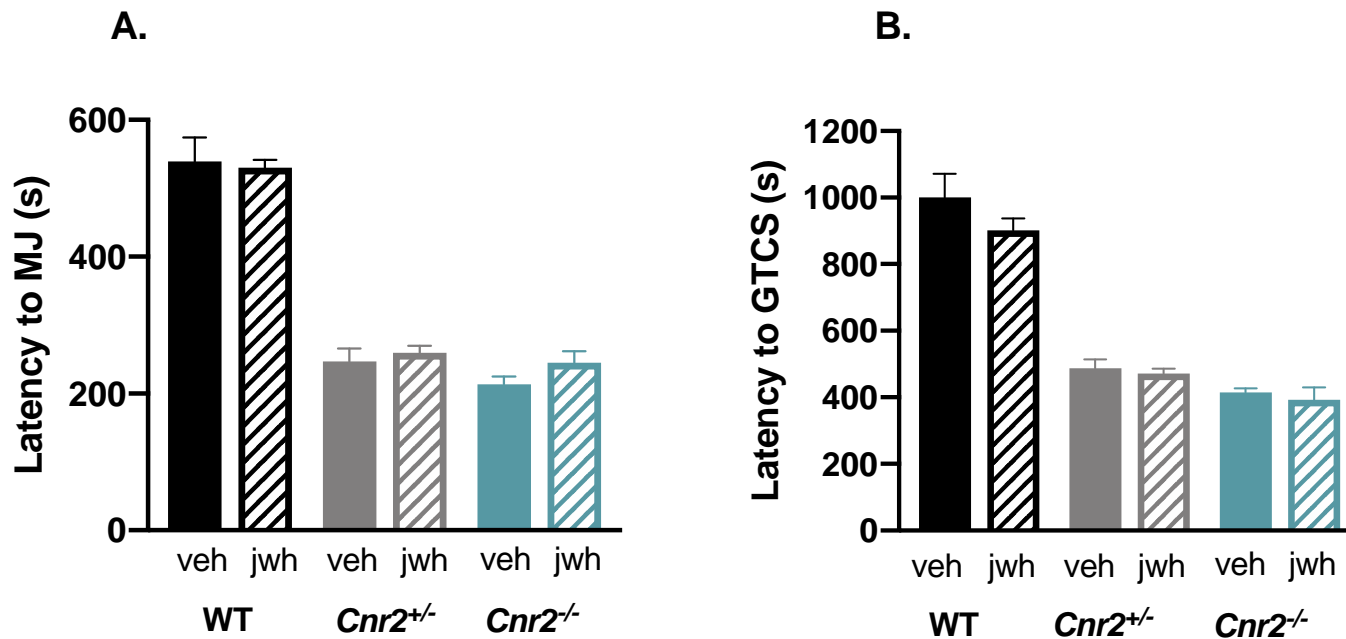 A.
Latency to MJ (s)
600
400
200
0
veh jwh veh jwh veh jwh
WT Cnr2+/- Cnr2-/-
B.
Latency to GTCS (s)
1200
1000
800
600
400
200
0
veh jwh veh jwh veh jwh
WT Cnr2+/- Cnr2-/-